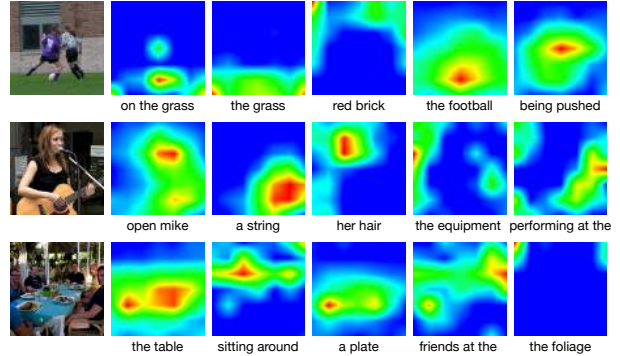 on the grass the grass red brick the football being pushed
open mike a string her hair the equipment performing at the
the table sitting around a plate friends at the the foliage